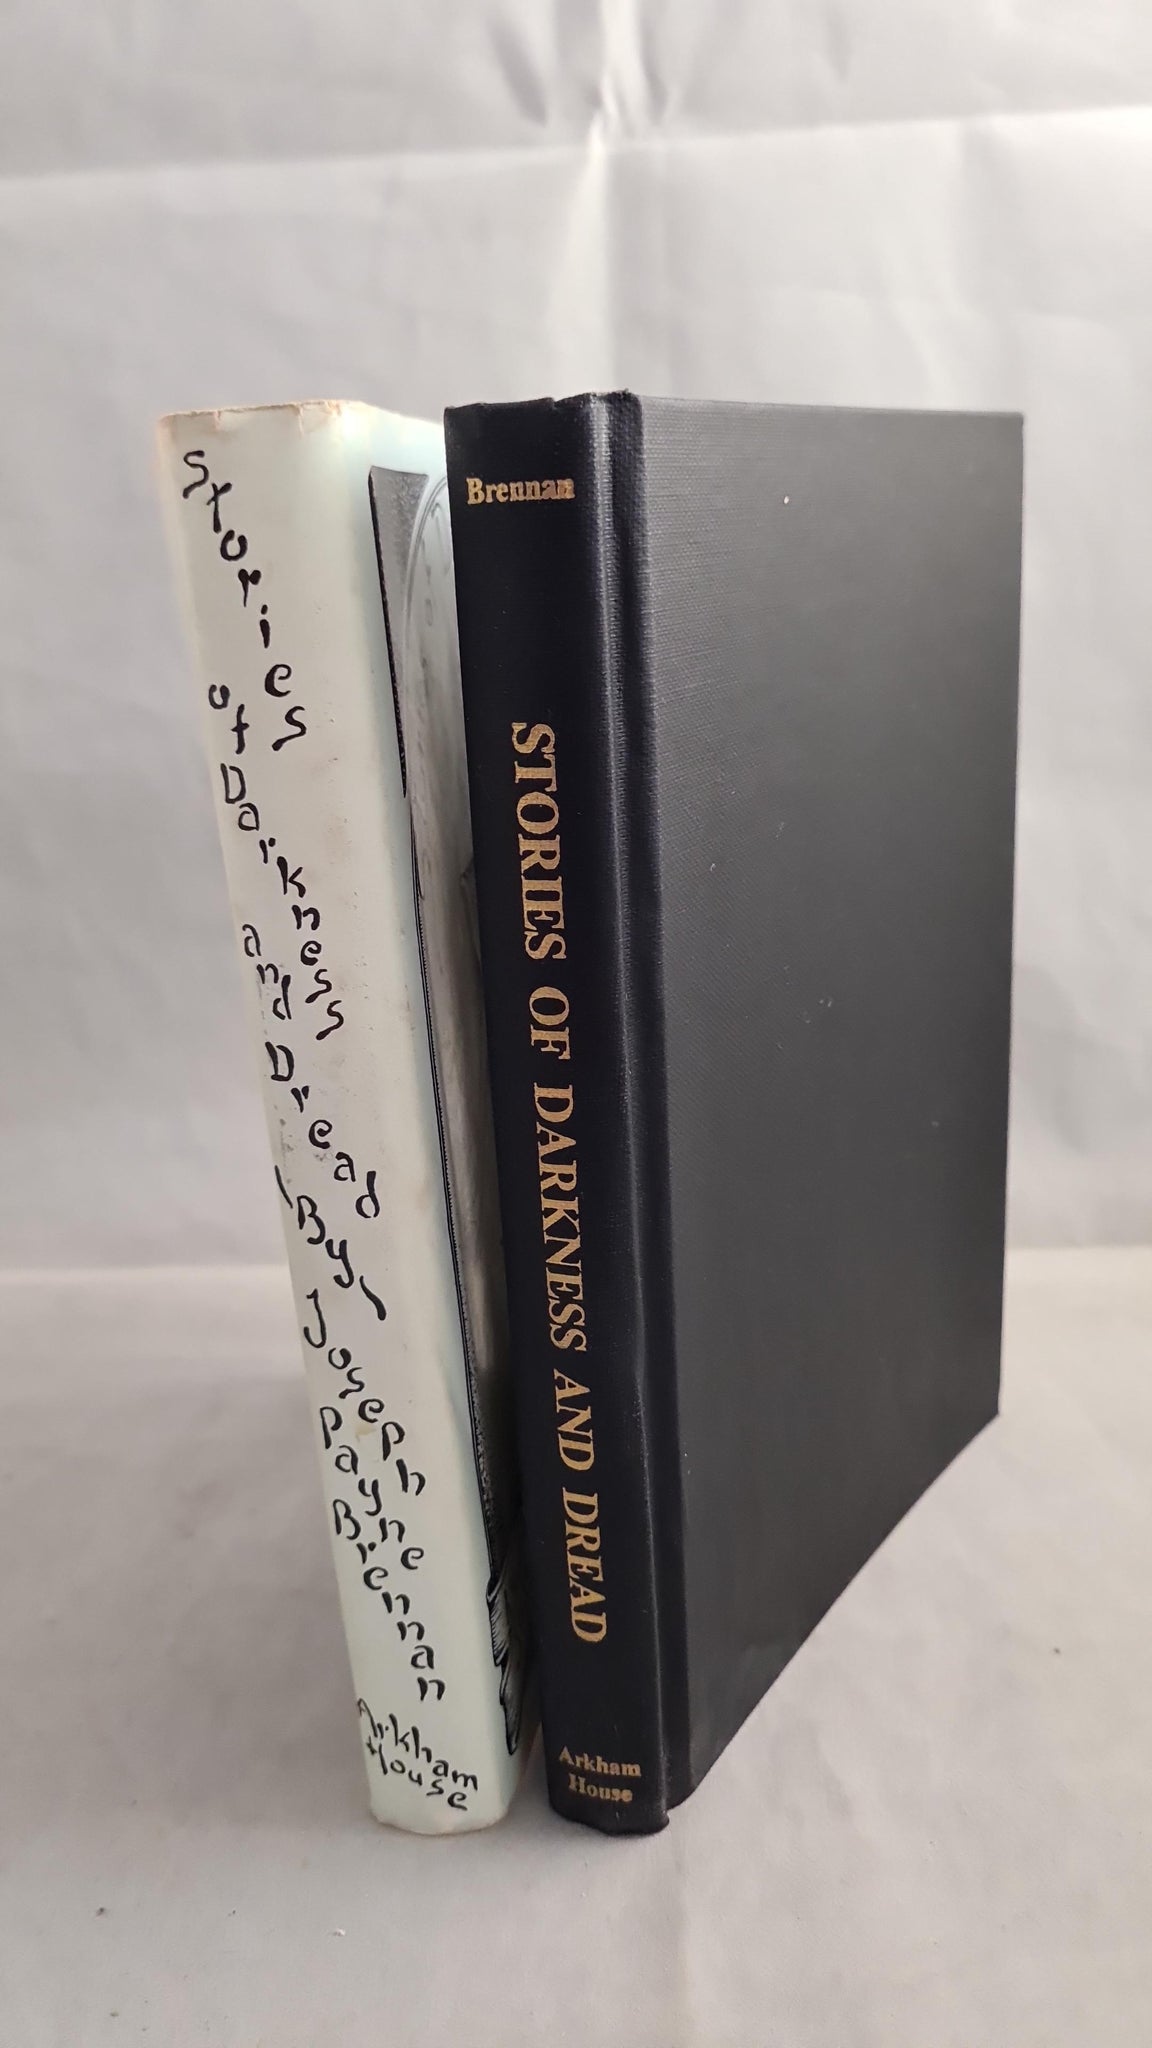 Stories
of Darkness
and Dread
(By)
Joseph
Payne
Brennan
Arkham
House
Brennan
STORIES OF DARKNESS AND DREAD
Arkham
House